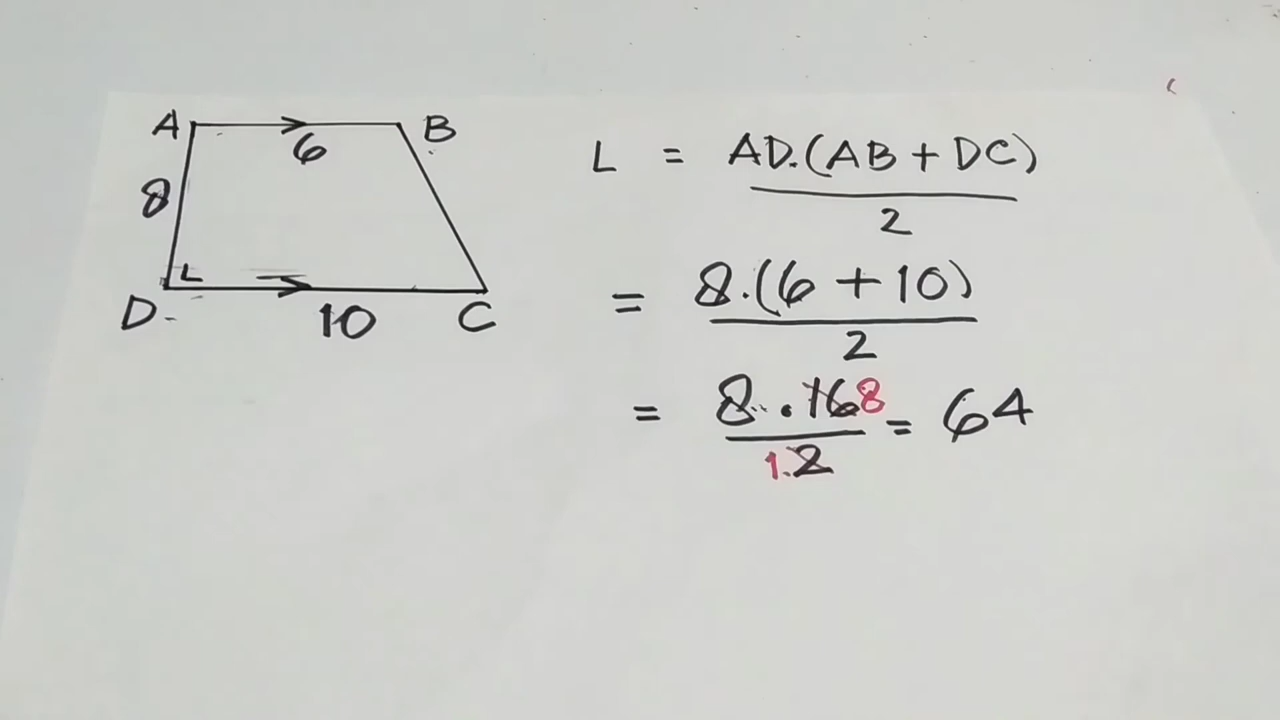 A 6 B
8
D 10 C
L = AD.(AB + DC)
2
= 8.(6 + 10)
2
= 8 . 16 8 = 64
1 2